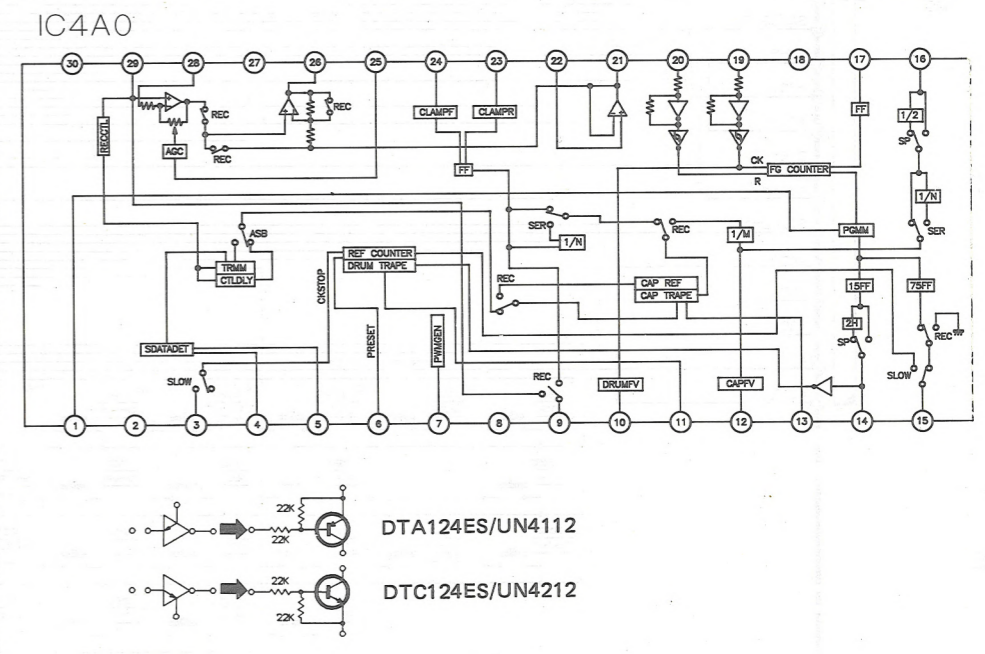 IC4A0
30 29 28 27 26 25 24 23 22 21 20 19 18 17 16
REC REC CLAMPF CLAMPR FF 1/2
RECCTL SP
AGC REC FF CK FG COUNTER
R 1/N
ASB SER REC 1/M PGMM SER
1/N
TRMM REF COUNTER
CTLDLY DRUM TRAPE
CKSTOP REC CAP REF 15FF 75FF
CAP TRAPE
PRESET PWMGEN 2H
SDATADET SP REC
SLOW REC DRUMFV CAPFV SLOW
1 2 3 4 5 6 7 8 9 10 11 12 13 14 15
22K
22K
DTA124ES/UN4112
22K
22K
DTC124ES/UN4212